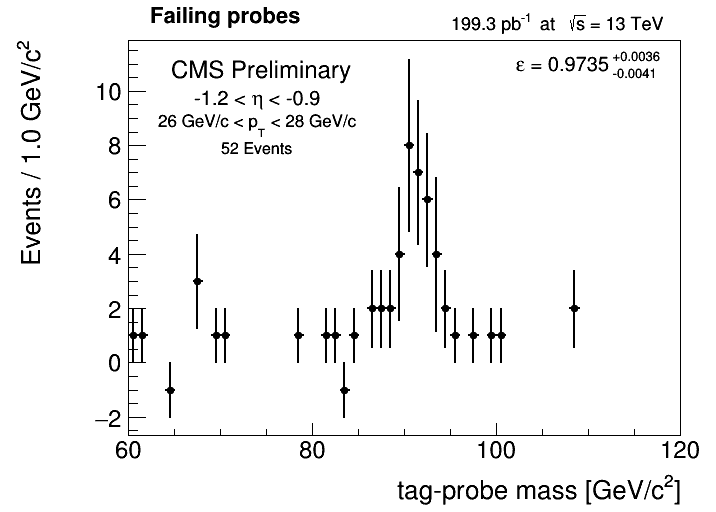 Failing probes
199.3 pb⁻¹ at √s = 13 TeV
CMS Preliminary
-1.2 < η < -0.9
26 GeV/c < p_T < 28 GeV/c
52 Events
ε = 0.9735 +0.0036 -0.0041
Events / 1.0 GeV/c²
10
8
6
4
2
0
−2
60 80 100 120
tag-probe mass [GeV/c²]